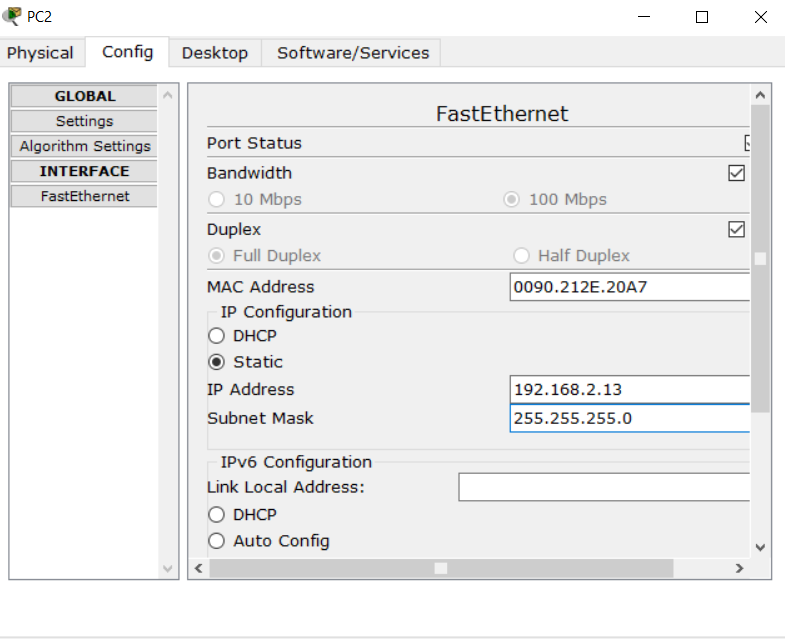 PC2
Physical Config Desktop Software/Services
GLOBAL
Settings
Algorithm Settings
INTERFACE
FastEthernet
FastEthernet
Port Status
Bandwidth
10 Mbps 100 Mbps
Duplex
Full Duplex Half Duplex
MAC Address 0090.212E.20A7
IP Configuration
DHCP
Static
IP Address 192.168.2.13
Subnet Mask 255.255.255.0
IPv6 Configuration
Link Local Address:
DHCP
Auto Config